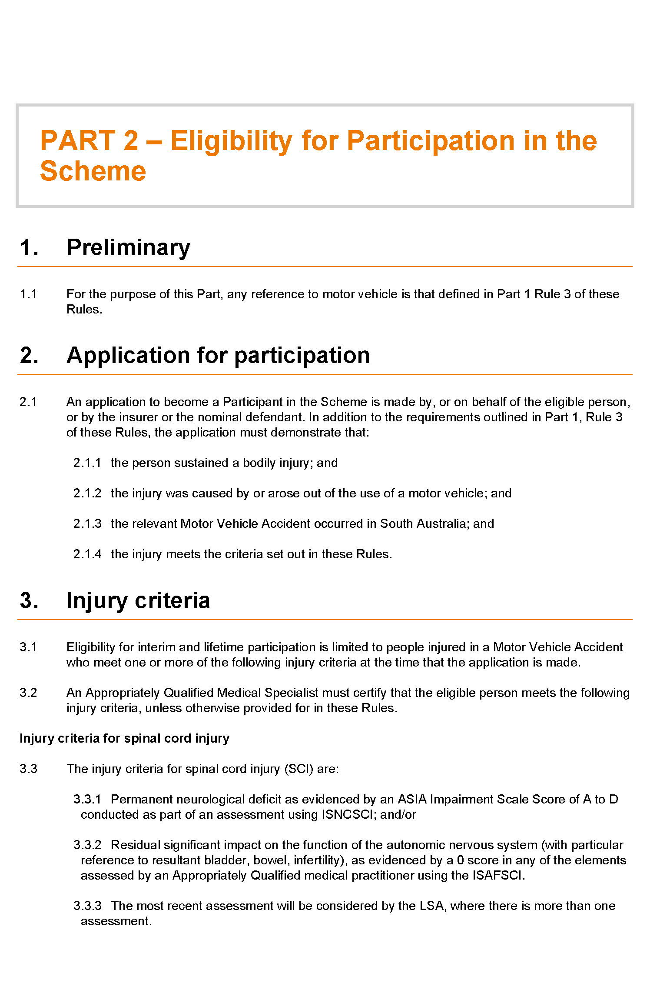 PART 2 – Eligibility for Participation in the
Scheme
1. Preliminary
1.1 For the purpose of this Part, any reference to motor vehicle is that defined in Part 1 Rule 3 of these
Rules.
2. Application for participation
2.1 An application to become a Participant in the Scheme is made by, or on behalf of the eligible person,
or by the insurer or the nominal defendant. In addition to the requirements outlined in Part 1, Rule 3
of these Rules, the application must demonstrate that:
2.1.1 the person sustained a bodily injury; and
2.1.2 the injury was caused by or arose out of the use of a motor vehicle; and
2.1.3 the relevant Motor Vehicle Accident occurred in South Australia; and
2.1.4 the injury meets the criteria set out in these Rules.
3. Injury criteria
3.1 Eligibility for interim and lifetime participation is limited to people injured in a Motor Vehicle Accident
who meet one or more of the following injury criteria at the time that the application is made.
3.2 An Appropriately Qualified Medical Specialist must certify that the eligible person meets the following
injury criteria, unless otherwise provided for in these Rules.
Injury criteria for spinal cord injury
3.3 The injury criteria for spinal cord injury (SCI) are:
3.3.1 Permanent neurological deficit as evidenced by an ASIA Impairment Scale Score of A to D
conducted as part of an assessment using ISNCSCI; and/or
3.3.2 Residual significant impact on the function of the autonomic nervous system (with particular
reference to resultant bladder, bowel, infertility), as evidenced by a 0 score in any of the elements
assessed by an Appropriately Qualified medical practitioner using the ISAFSCI.
3.3.3 The most recent assessment will be considered by the LSA, where there is more than one
assessment.